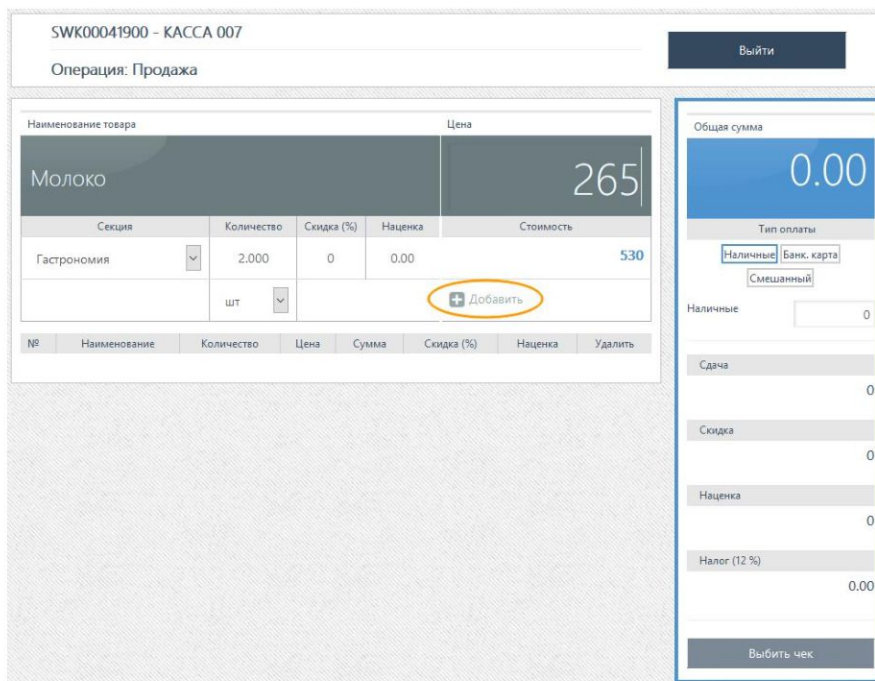 SWK00041900 - КАССА 007
Выйти
Операция: Продажа
Наименование товара Цена
Молоко 265
Секция Количество Скидка (%) Наценка Стоимость
Гастрономия 2.000 0 0.00 530
шт Добавить
№ Наименование Количество Цена Сумма Скидка (%) Наценка Удалить
Общая сумма
0.00
Тип оплаты
Наличные Банк. карта
Смешанный
Наличные 0
Сдача
0
Скидка
0
Наценка
0
Налог (12 %)
0.00
Выбить чек